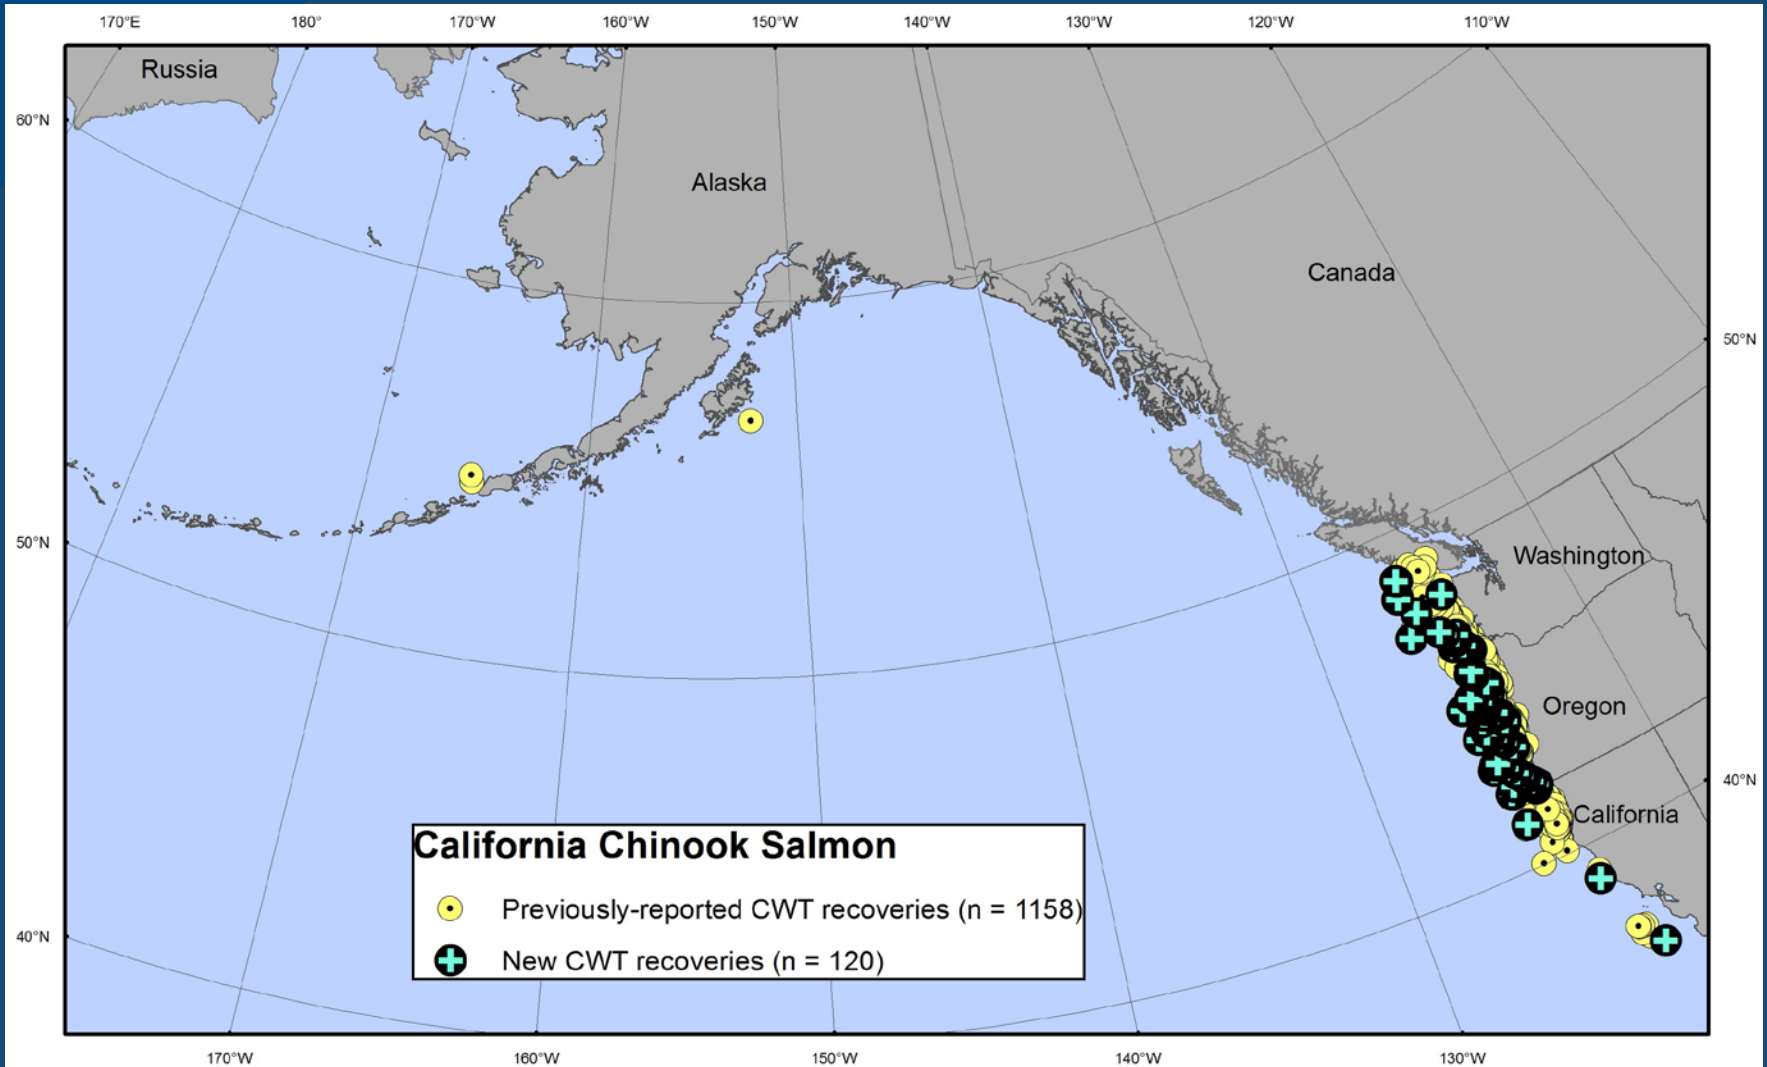 170°E 180° 170°W 160°W 150°W 140°W 130°W 120°W 110°W
Russia
60°N
Alaska
Canada
50°N
50°N
Washington
Oregon
40°N
California
California Chinook Salmon
Previously-reported CWT recoveries (n = 1158)
New CWT recoveries (n = 120)
40°N
170°W 160°W 150°W 140°W 130°W